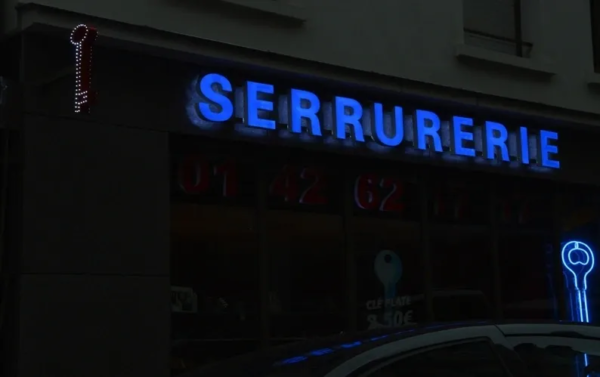 SERRURERIE
01 42 62
CLE PLATE